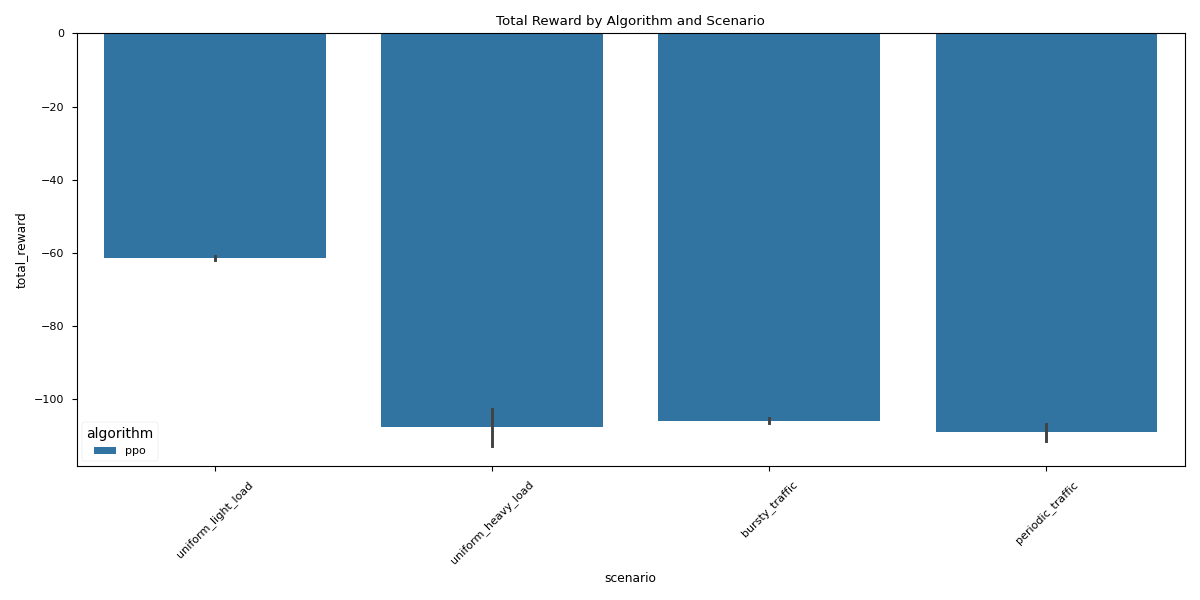 Total Reward by Algorithm and Scenario
0
−20
−40
−60
−80
−100
total_reward
algorithm
ppo
uniform_light_load
uniform_heavy_load
bursty_traffic
periodic_traffic
scenario